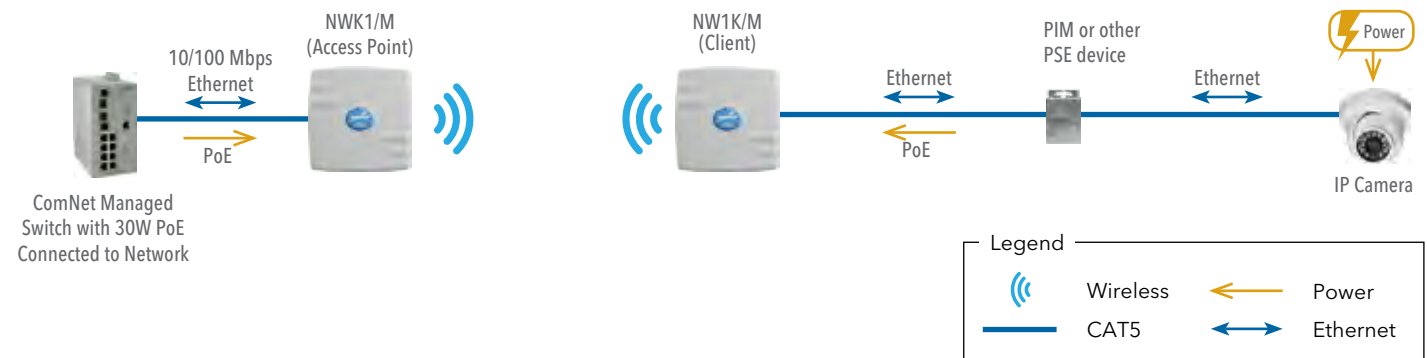 NWK1/M
(Access Point)
10/100 Mbps
Ethernet
PoE
ComNet Managed
Switch with 30W PoE
Connected to Network
NW1K/M
(Client)
Ethernet
PoE
PIM or other
PSE device
Ethernet
Power
IP Camera
Legend
Wireless
Power
CAT5
Ethernet